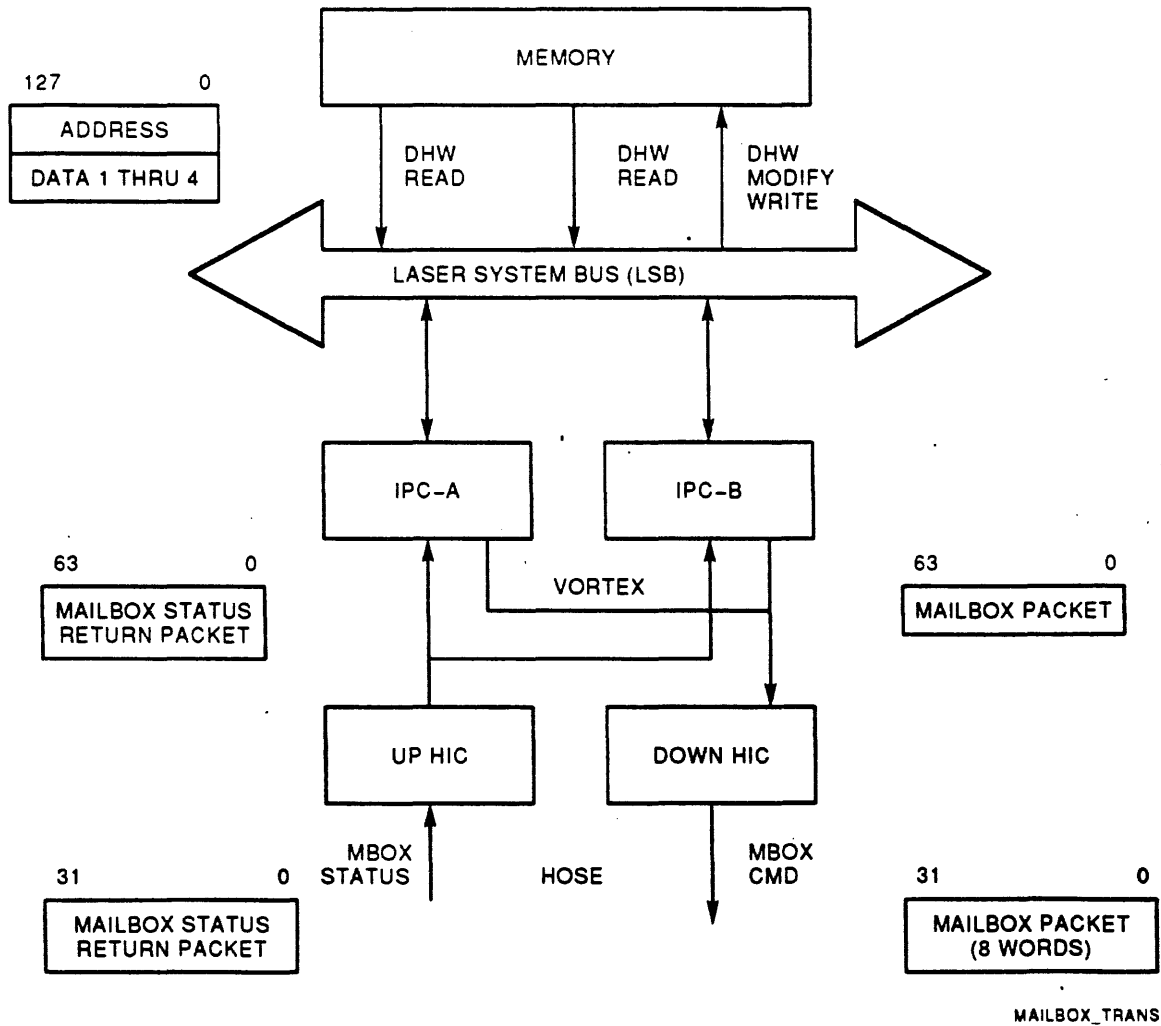 MEMORY
127 0
ADDRESS
DATA 1 THRU 4
DHW
READ
DHW
READ
DHW
MODIFY
WRITE
LASER SYSTEM BUS (LSB)
IPC-A
IPC-B
63 0
MAILBOX STATUS
RETURN PACKET
VORTEX
63 0
MAILBOX PACKET
UP HIC
DOWN HIC
MBOX
STATUS
HOSE
MBOX
CMD
31 0
MAILBOX STATUS
RETURN PACKET
31 0
MAILBOX PACKET
(8 WORDS)
MAILBOX_TRANS